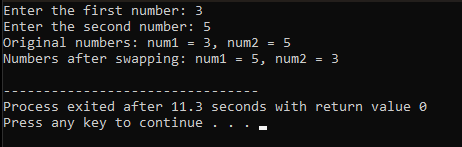 Enter the first number: 3
Enter the second number: 5
Original numbers: num1 = 3, num2 = 5
Numbers after swapping: num1 = 5, num2 = 3
--------------------------------
Process exited after 11.3 seconds with return value 0
Press any key to continue . . .